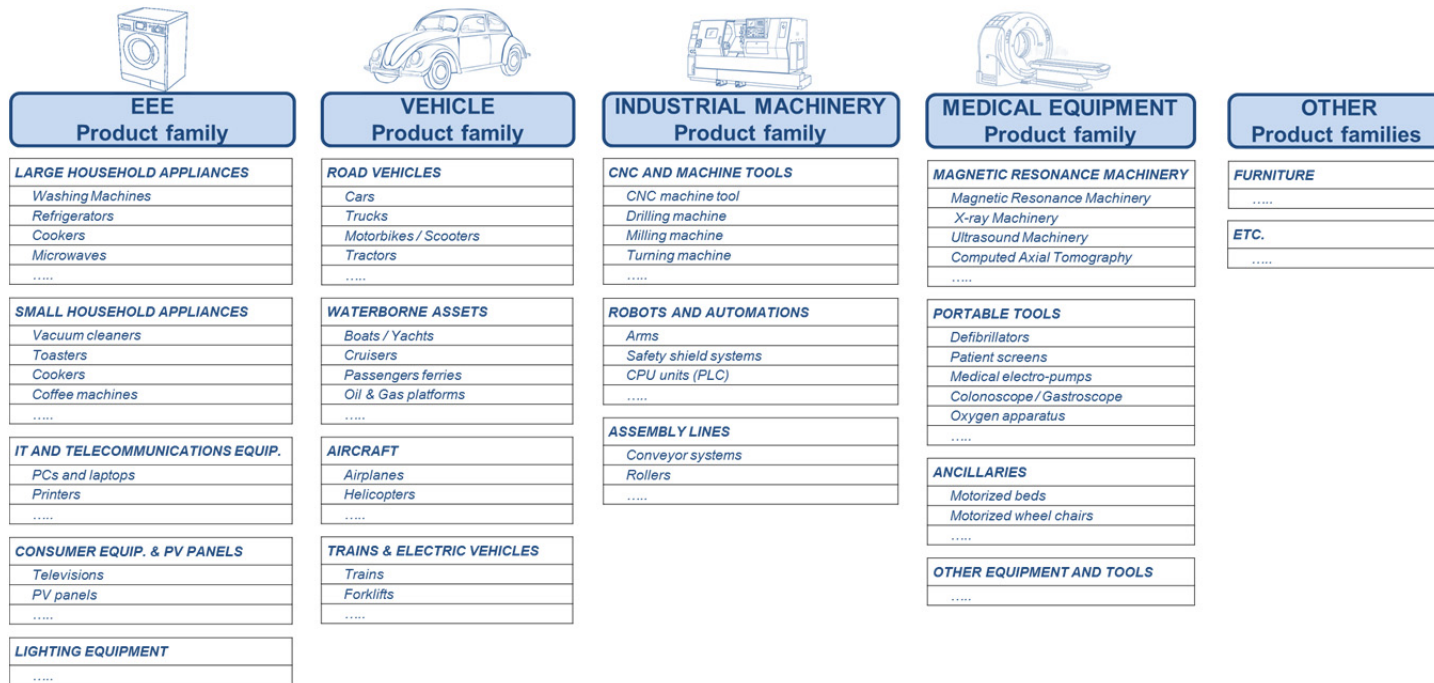 EEE
Product family
LARGE HOUSEHOLD APPLIANCES
Washing Machines
Refrigerators
Cookers
Microwaves
.....
SMALL HOUSEHOLD APPLIANCES
Vacuum cleaners
Toasters
Cookers
Coffee machines
.....
IT AND TELECOMMUNICATIONS EQUIP.
PCs and laptops
Printers
.....
CONSUMER EQUIP. & PV PANELS
Televisions
PV panels
.....
LIGHTING EQUIPMENT
.....
VEHICLE
Product family
ROAD VEHICLES
Cars
Trucks
Motorbikes / Scooters
Tractors
.....
WATERBORNE ASSETS
Boats / Yachts
Cruisers
Passengers ferries
Oil & Gas platforms
.....
AIRCRAFT
Airplanes
Helicopters
.....
TRAINS & ELECTRIC VEHICLES
Trains
Forklifts
.....
INDUSTRIAL MACHINERY
Product family
CNC AND MACHINE TOOLS
CNC machine tool
Drilling machine
Milling machine
Turning machine
.....
ROBOTS AND AUTOMATIONS
Arms
Safety shield systems
CPU units (PLC)
.....
ASSEMBLY LINES
Conveyor systems
Rollers
.....
MEDICAL EQUIPMENT
Product family
MAGNETIC RESONANCE MACHINERY
Magnetic Resonance Machinery
X-ray Machinery
Ultrasound Machinery
Computed Axial Tomography
.....
PORTABLE TOOLS
Defibrillators
Patient screens
Medical electro-pumps
Colonoscope / Gastroscope
Oxygen apparatus
.....
ANCILLARIES
Motorized beds
Motorized wheel chairs
.....
OTHER EQUIPMENT AND TOOLS
.....
OTHER
Product families
FURNITURE
.....
ETC.
.....